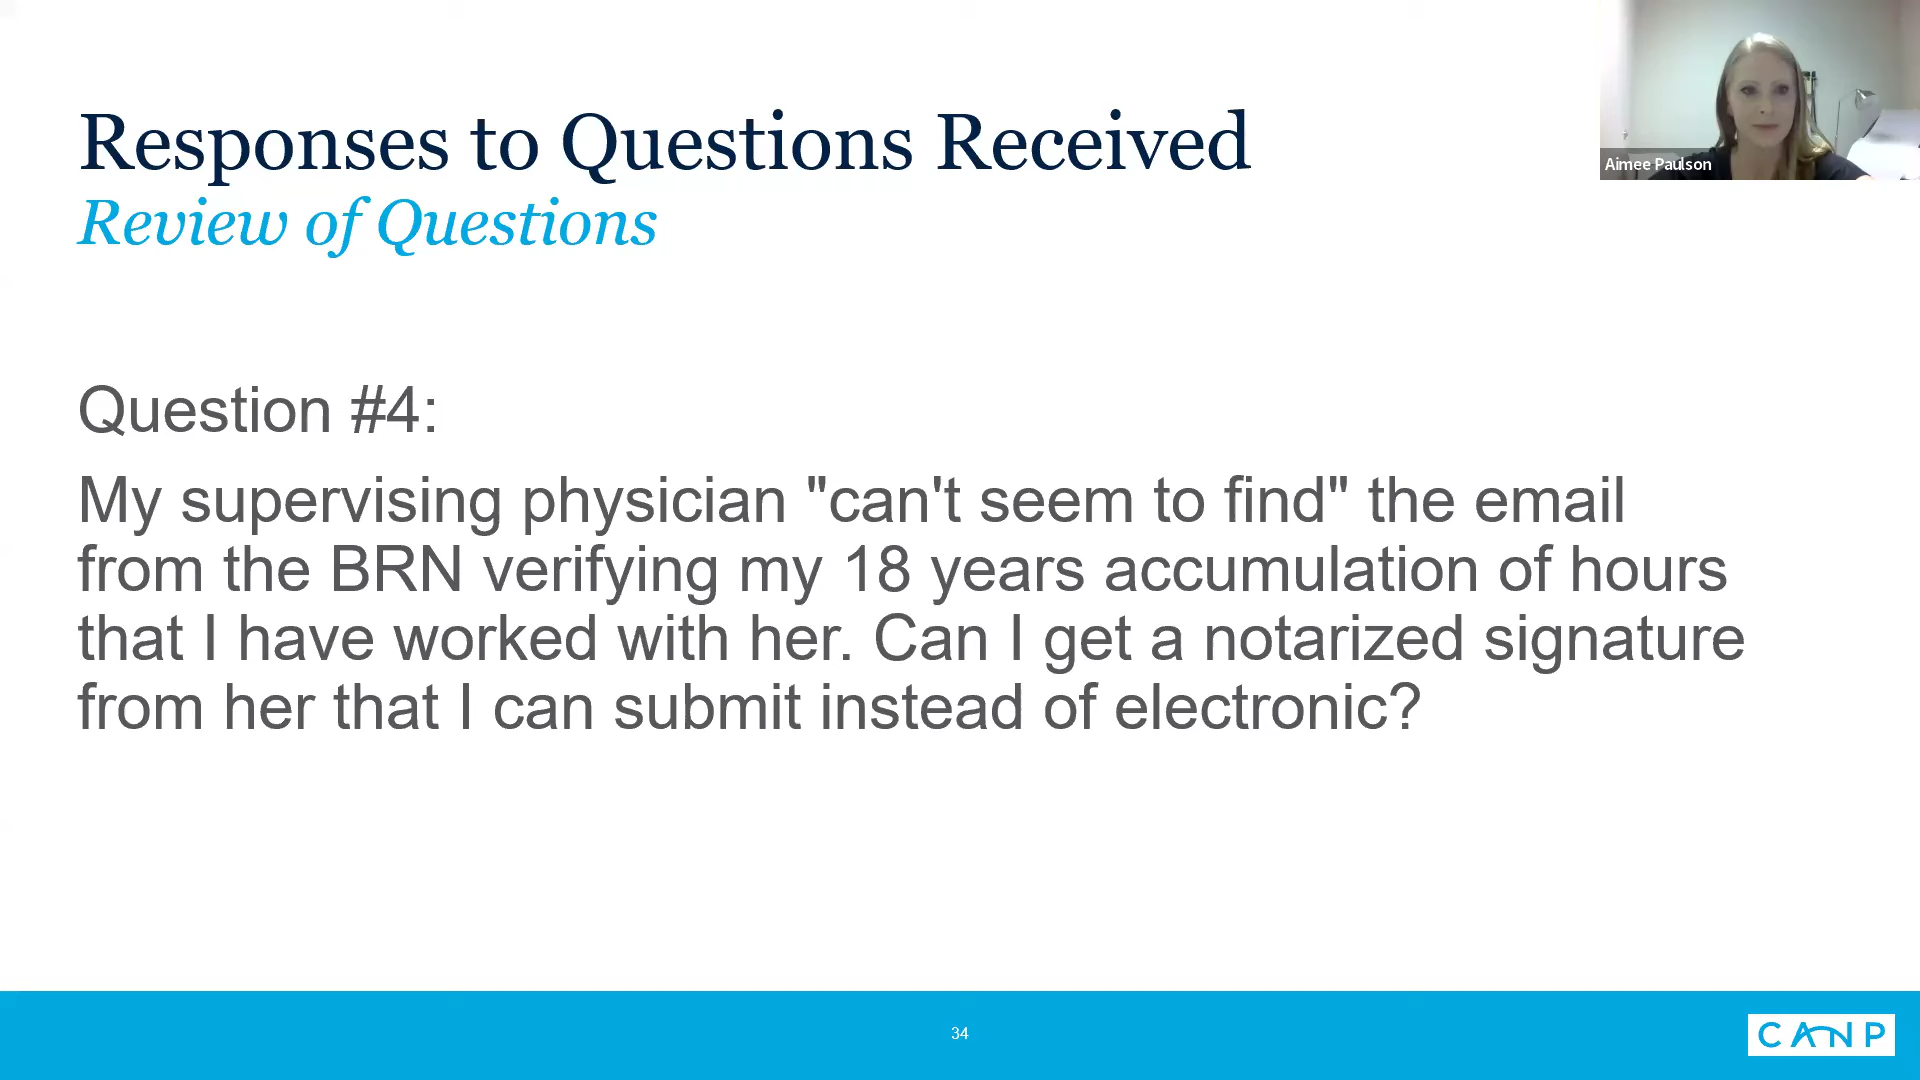 Responses to Questions Received
Review of Questions
Aimee Paulson
Question #4:
My supervising physician "can't seem to find" the email
from the BRN verifying my 18 years accumulation of hours
that I have worked with her. Can I get a notarized signature
from her that I can submit instead of electronic?
34
CANP